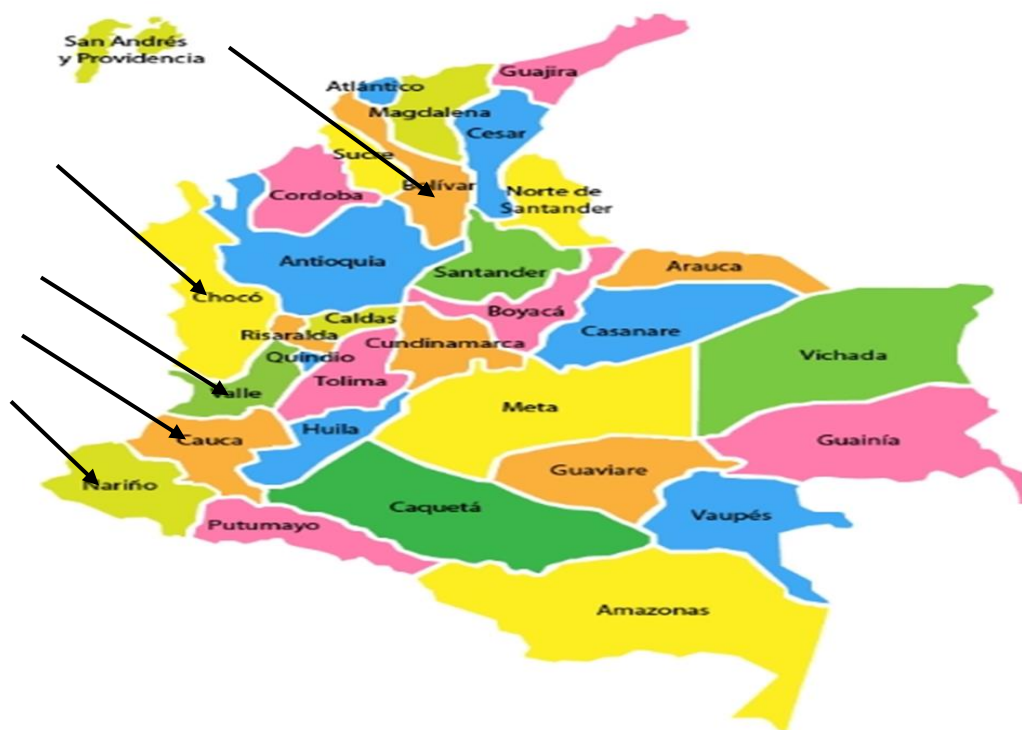 San Andrés
y Providencia
Guajira
Atlántico
Magdalena
Cesar
Sucre
Bolívar
Norte de
Santander
Cordoba
Antioquia
Santander
Arauca
Chocó
Boyacá
Caldas
Risaralda
Cundinamarca
Casanare
Vichada
Quíndio
Tolima
Valle
Meta
Huila
Cauca
Guainía
Guaviare
Nariño
Caquetá
Vaupés
Putumayo
Amazonas